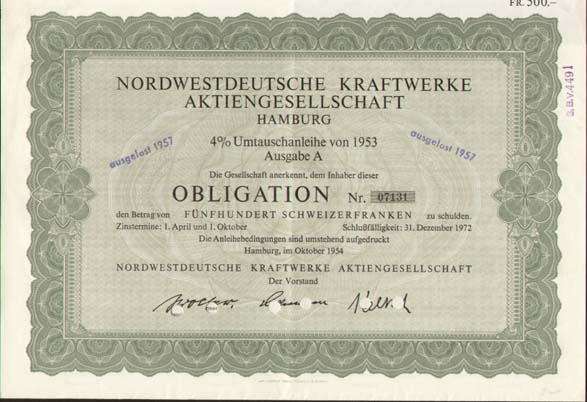 FR. 500.–
S.B.V.4491
NORDWESTDEUTSCHE KRAFTWERKE
AKTIENGESELLSCHAFT
HAMBURG
4% Umtauschanleihe von 1953
Ausgabe A
ausgelost 1957
ausgelost 1957
Die Gesellschaft anerkennt, dem Inhaber dieser
OBLIGATION Nr. 07131
den Betrag von FÜNFHUNDERT SCHWEIZERFRANKEN zu schulden.
Zinstermine: 1. April und 1. Oktober Schlußfälligkeit: 31. Dezember 1972
Die Anleihebedingungen sind umstehend aufgedruckt
Hamburg, im Oktober 1954
NORDWESTDEUTSCHE KRAFTWERKE AKTIENGESELLSCHAFT
Der Vorstand